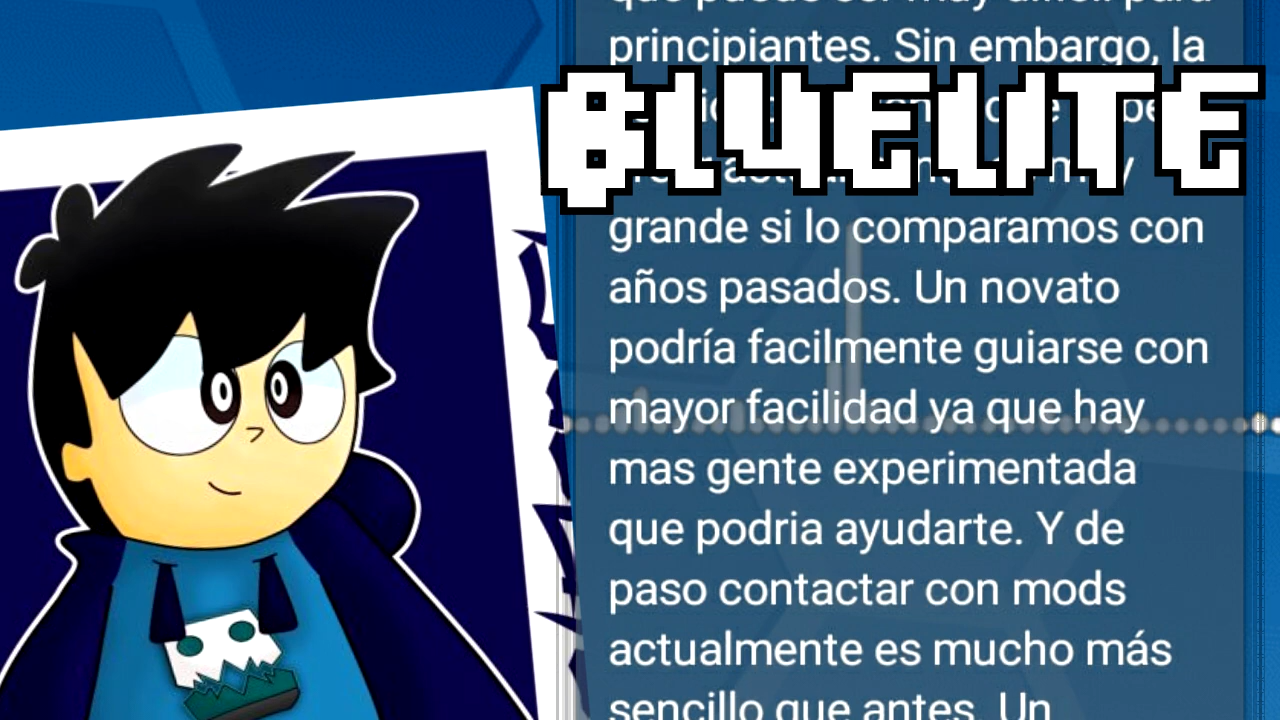 principiantes. Sin embargo, la
BLUELITE
grande si lo comparamos con
años pasados. Un novato
podría facilmente guiarse con
mayor facilidad ya que hay
mas gente experimentada
que podria ayudarte. Y de
paso contactar con mods
actualmente es mucho más
sencillo que antes. Un